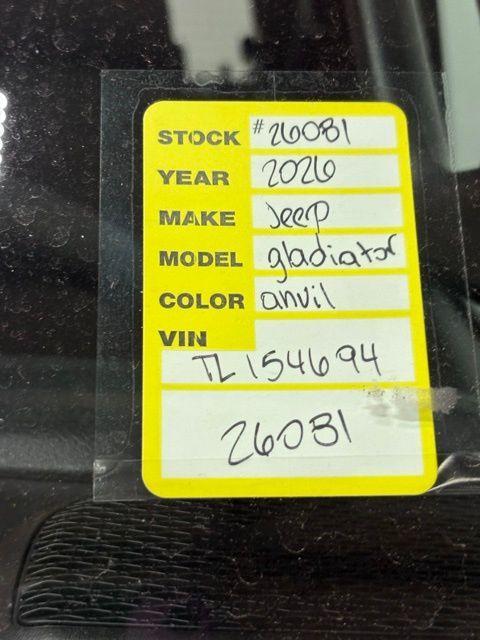 STOCK #26081
YEAR 2026
MAKE Jeep
MODEL gladiator
COLOR anvil
VIN
TL154694
26081